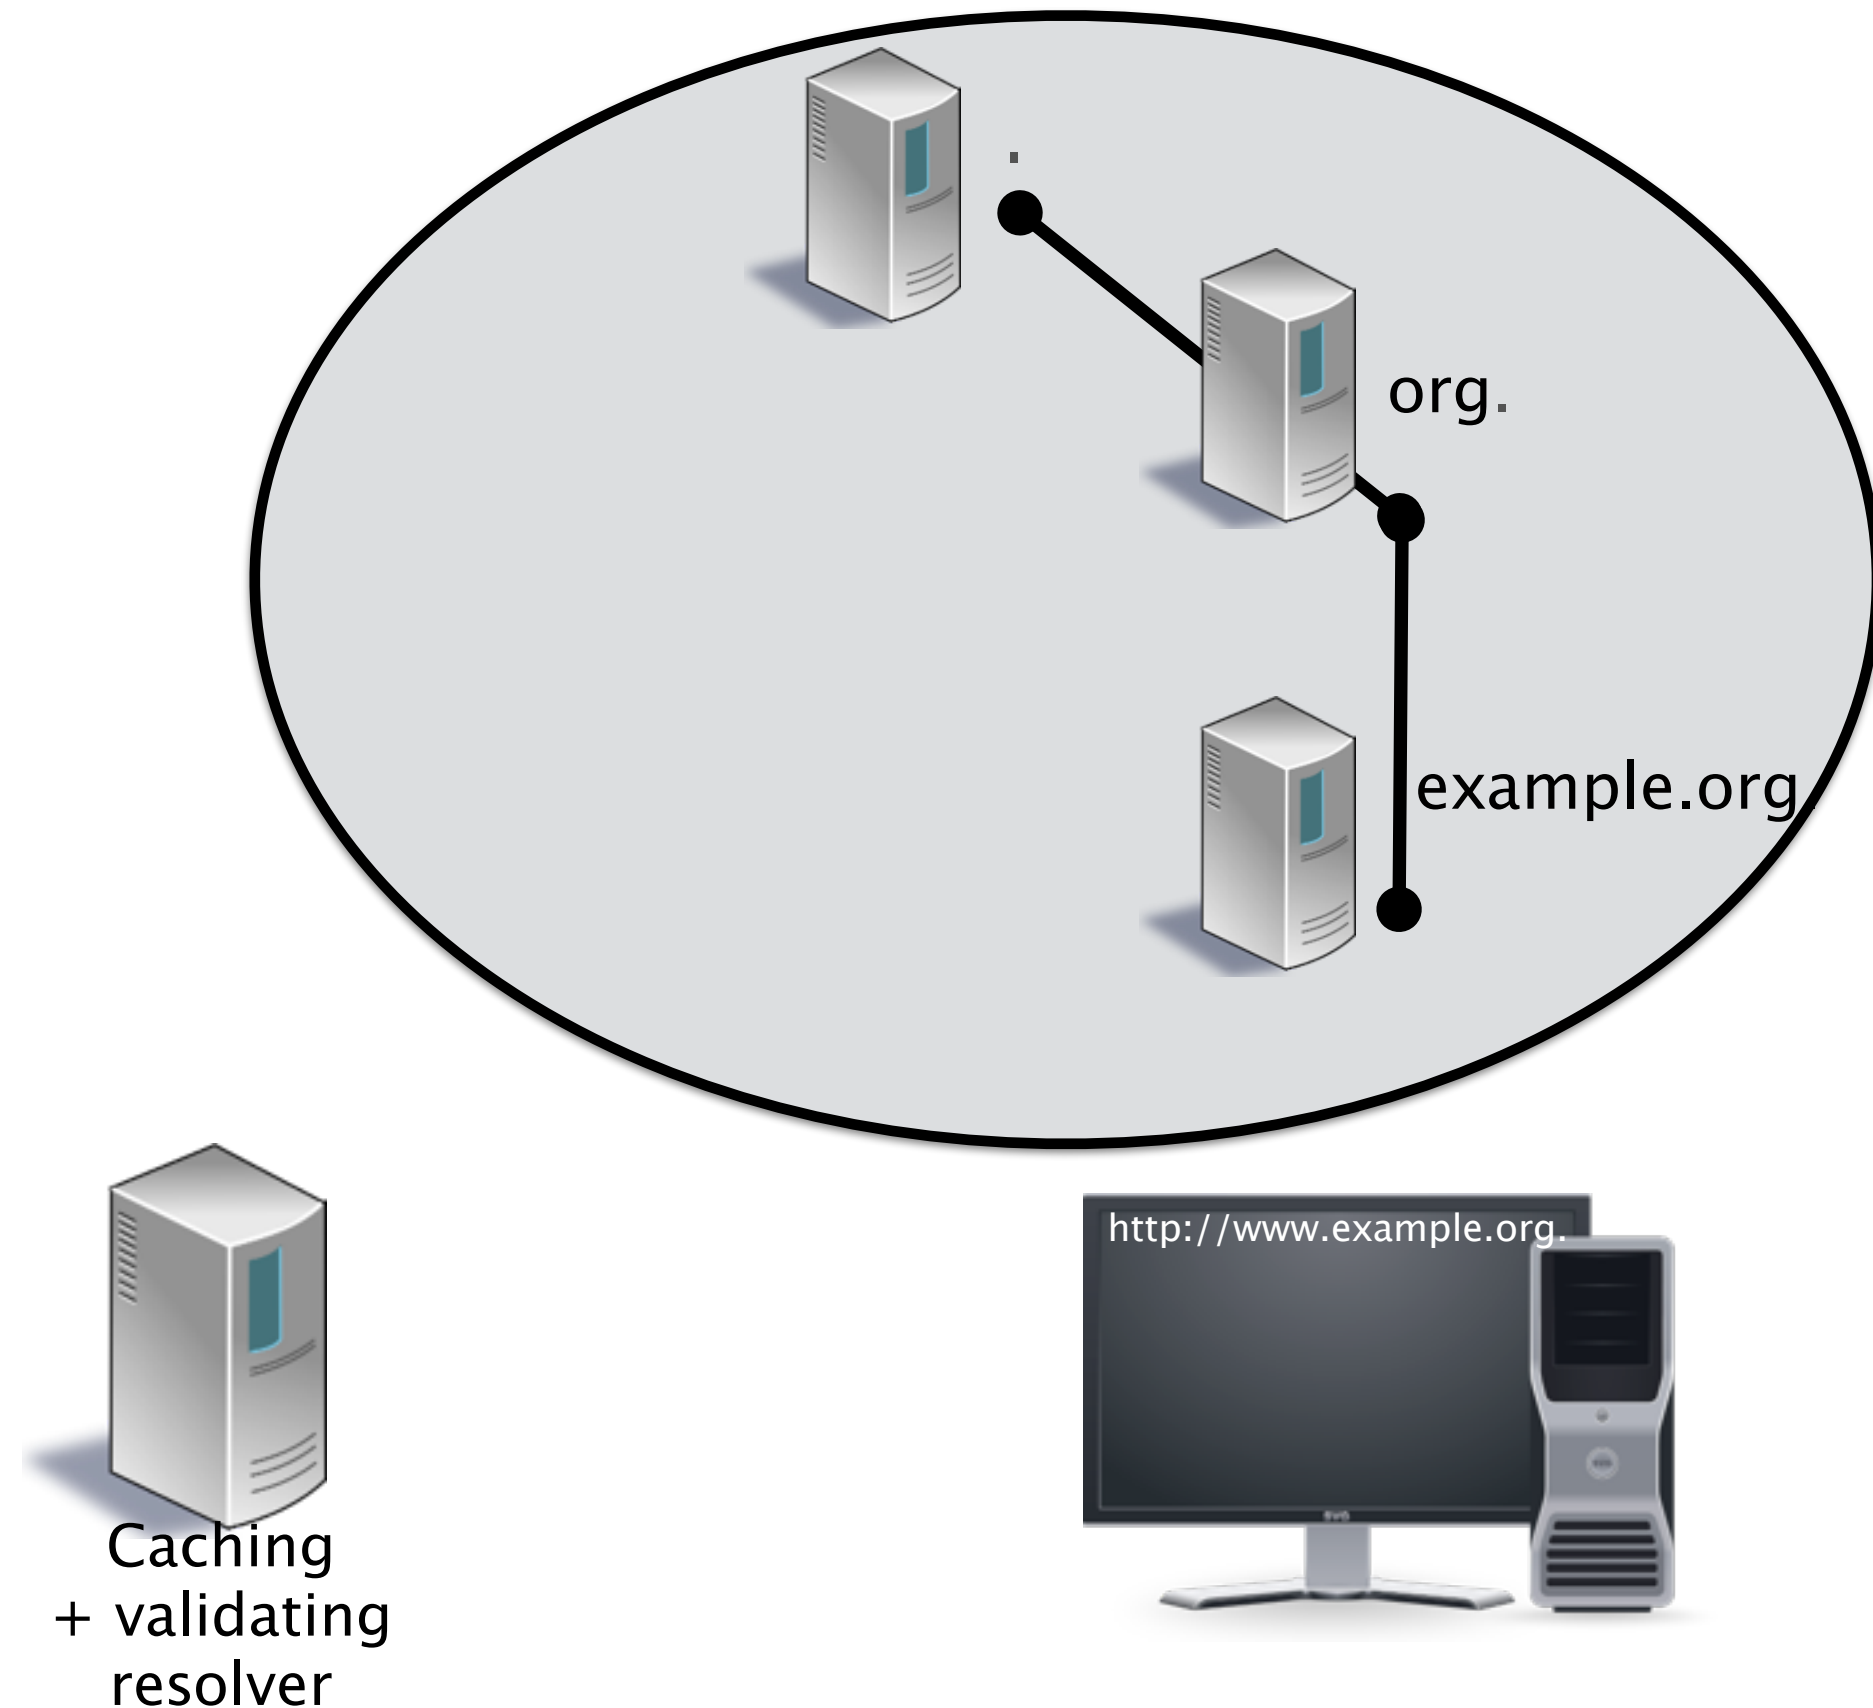 .
org.
example.org.
http://www.example.org.
Caching
+ validating
resolver